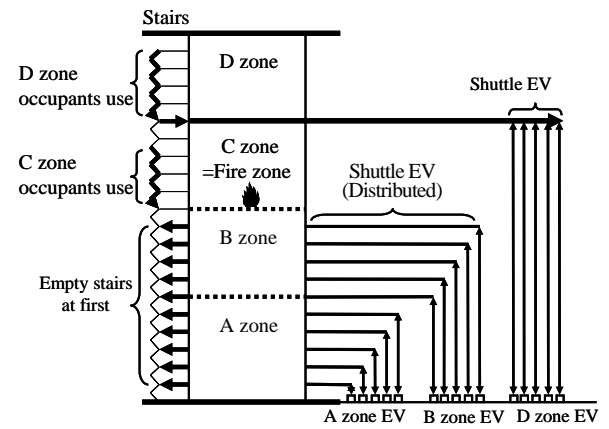 Stairs
D zone
D zone
occupants use
Shuttle EV
C zone
=Fire zone
C zone
occupants use
Shuttle EV
(Distributed)
B zone
Empty stairs
at first
A zone
A zone EV
B zone EV
D zone EV